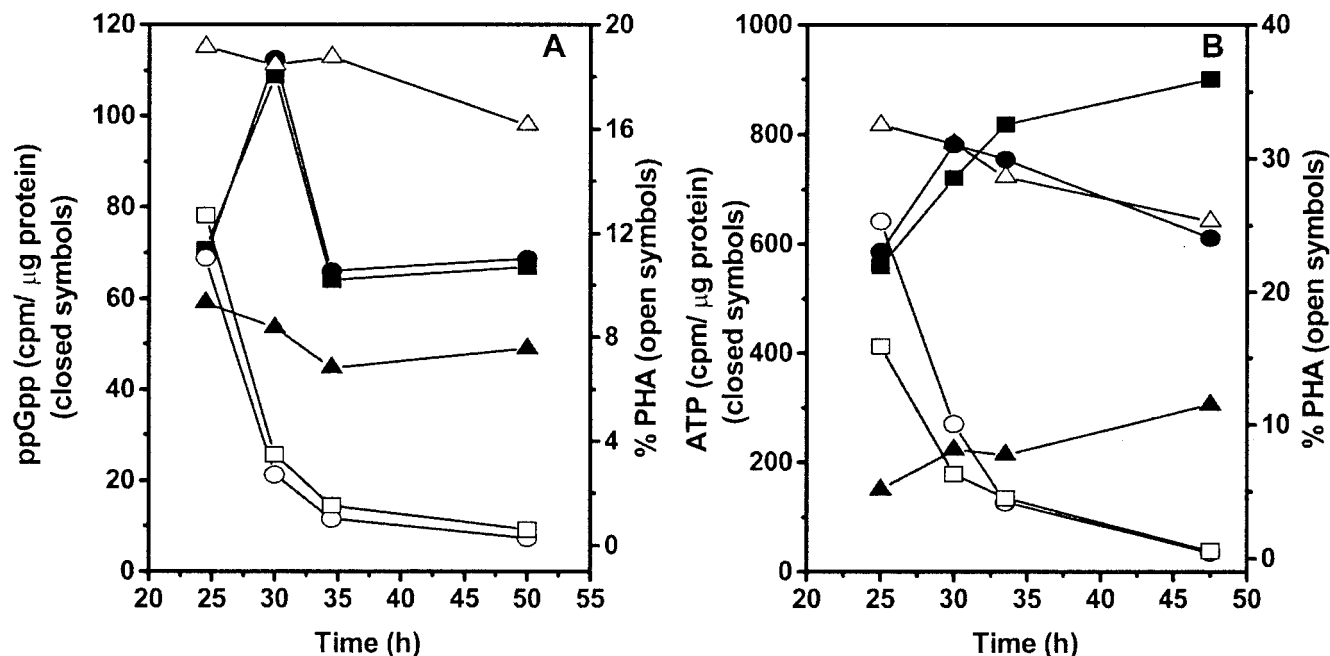 A
ppGpp (cpm/ μg protein)
(closed symbols)
120
100
80
60
40
20
0
20
16
12
8
4
0
% PHA (open symbols)
20 25 30 35 40 45 50 55
Time (h)
B
ATP (cpm/ μg protein)
(closed symbols)
1000
800
600
400
200
0
40
30
20
10
0
% PHA (open symbols)
20 25 30 35 40 45 50
Time (h)